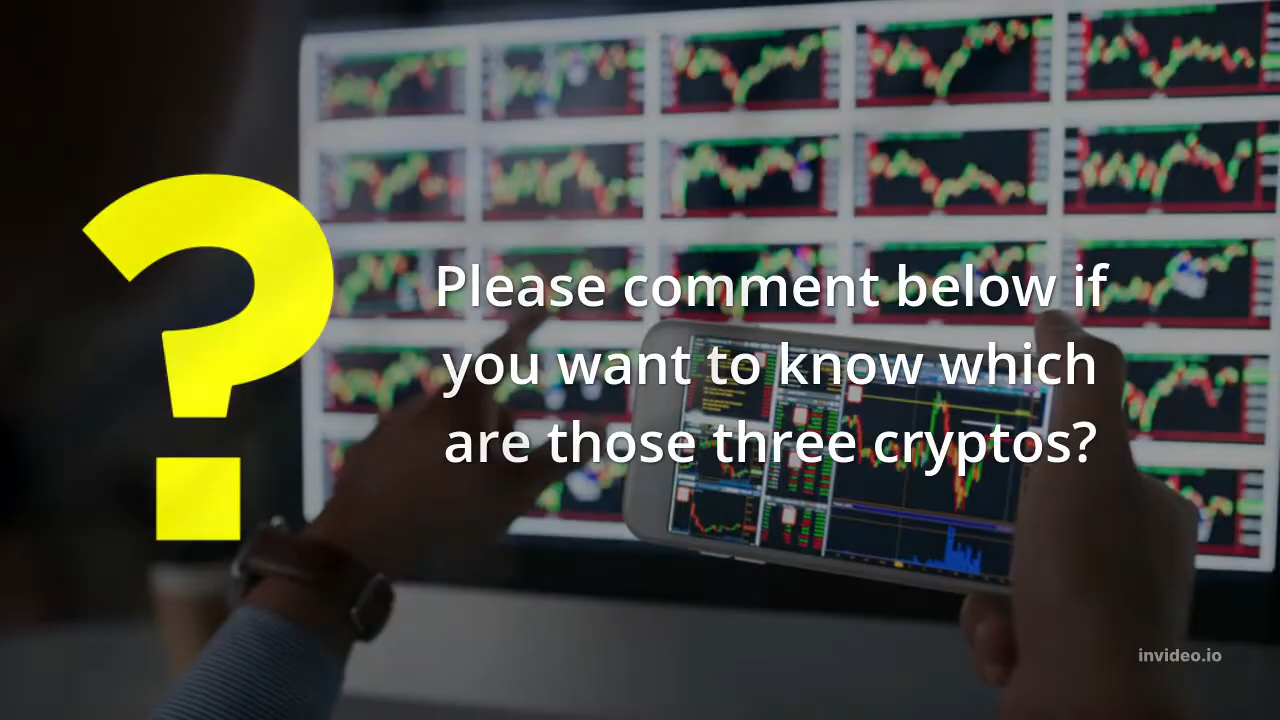 Please comment below if
you want to know which
are those three cryptos?
?
invideo.io